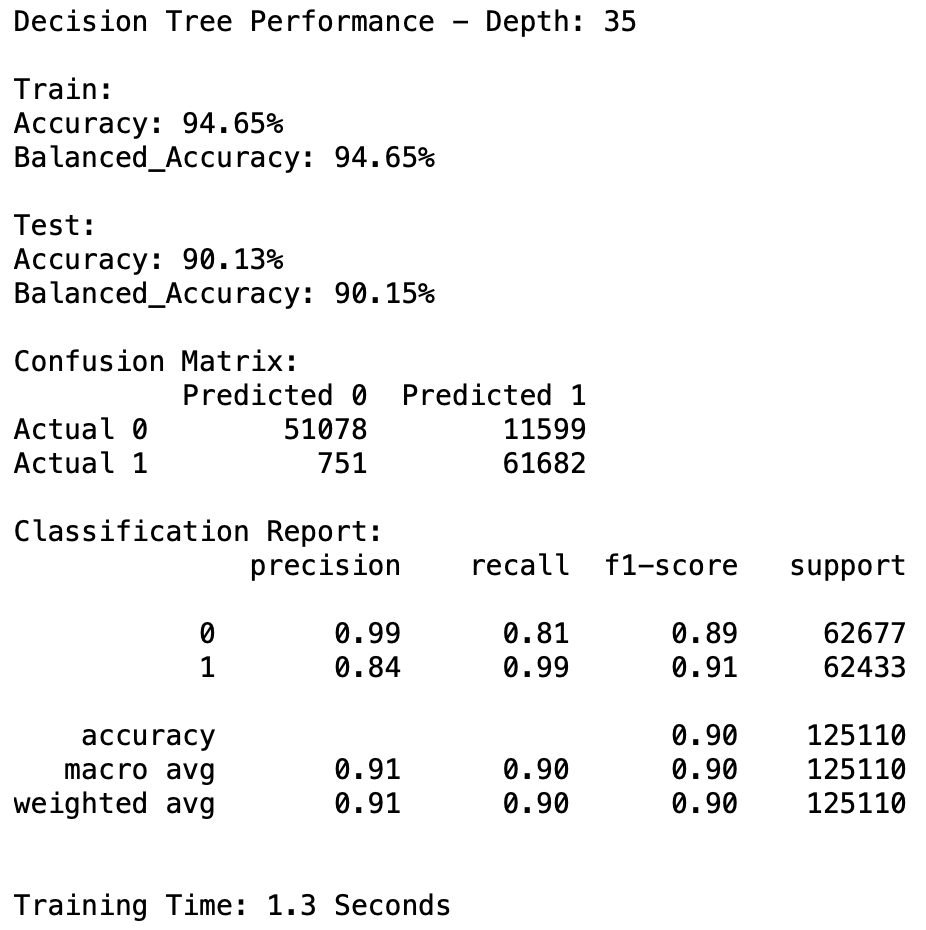 Decision Tree Performance - Depth: 35
Train:
Accuracy: 94.65%
Balanced_Accuracy: 94.65%
Test:
Accuracy: 90.13%
Balanced_Accuracy: 90.15%
Confusion Matrix:
Predicted 0 Predicted 1
Actual 0 51078 11599
Actual 1 751 61682
Classification Report:
precision recall f1-score support
0 0.99 0.81 0.89 62677
1 0.84 0.99 0.91 62433
accuracy 0.90 125110
macro avg 0.91 0.90 0.90 125110
weighted avg 0.91 0.90 0.90 125110
Training Time: 1.3 Seconds